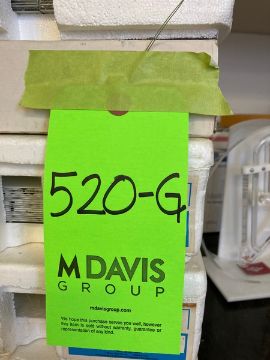 520-G
M DAVIS
GROUP
mdavisgroup.com
We hope this purchase serves you well, however
this item is sold without warranty, guarantee or
representation of any kind.